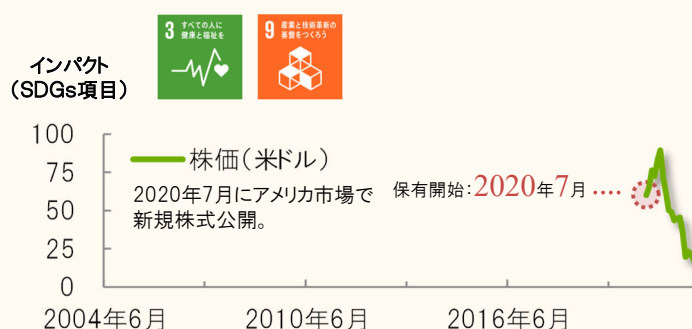 3 すべての人に
健康と福祉を
9 産業と技術革新の
基盤をつくろう
インパクト
（SDGs項目）
100
75
50
25
0
株価（米ドル）
2020年7月にアメリカ市場で
新規株式公開。
保有開始：2020年7月
2004年6月
2010年6月
2016年6月